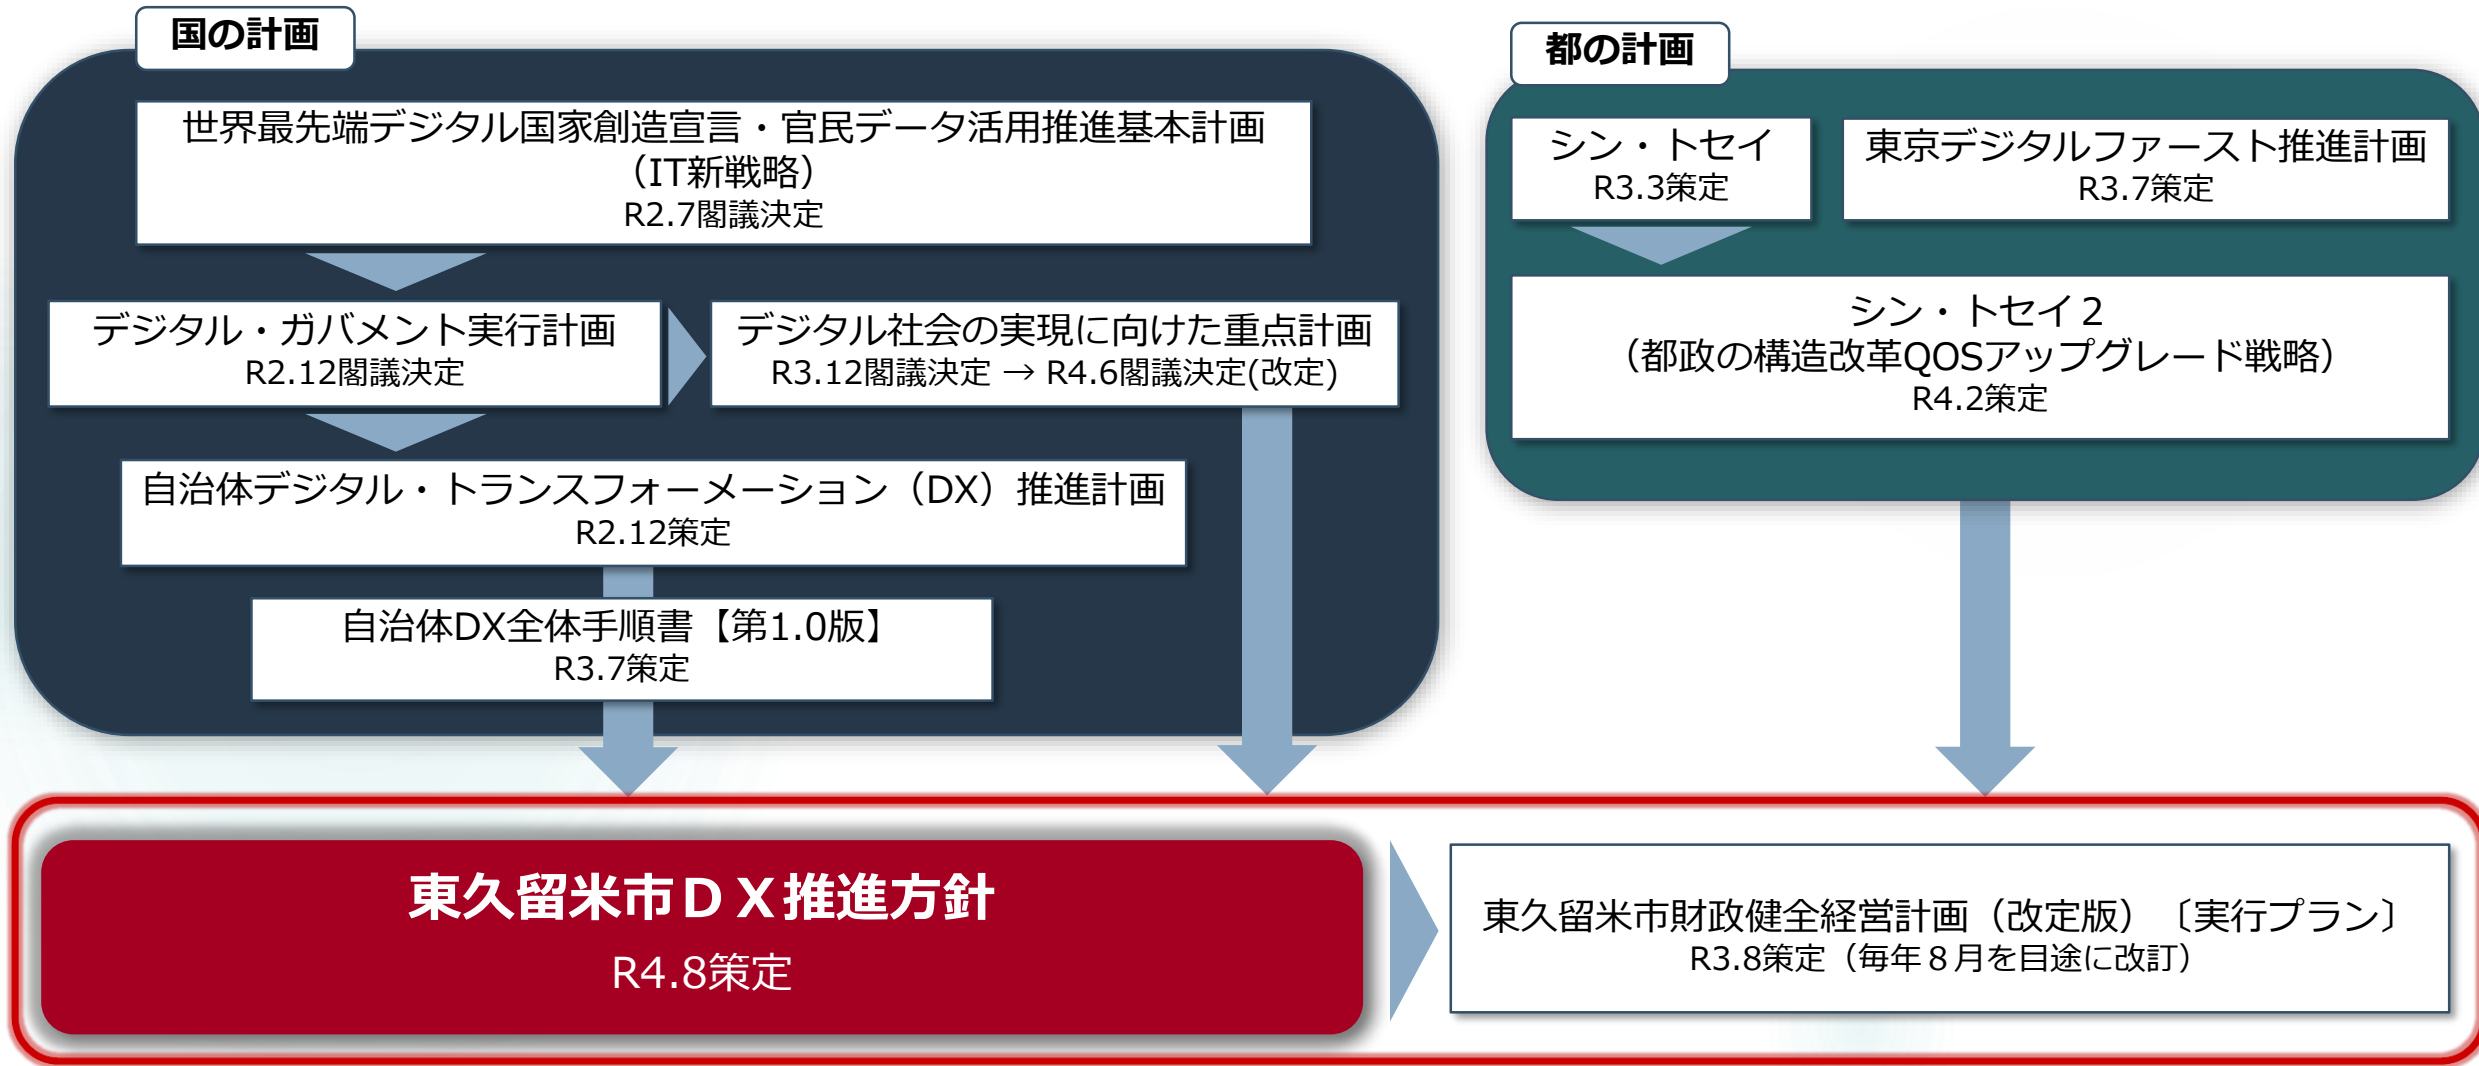 国の計画
世界最先端デジタル国家創造宣言・官民データ活用推進基本計画
（IT新戦略）
R2.7閣議決定
デジタル・ガバメント実行計画
R2.12閣議決定
デジタル社会の実現に向けた重点計画
R3.12閣議決定 → R4.6閣議決定(改定)
自治体デジタル・トランスフォーメーション（DX）推進計画
R2.12策定
自治体DX全体手順書【第1.0版】
R3.7策定
都の計画
シン・トセイ
R3.3策定
東京デジタルファースト推進計画
R3.7策定
シン・トセイ２
（都政の構造改革QOSアップグレード戦略）
R4.2策定
東久留米市ＤＸ推進方針
R4.8策定
東久留米市財政健全経営計画（改定版）〔実行プラン〕
R3.8策定（毎年８月を目途に改訂）